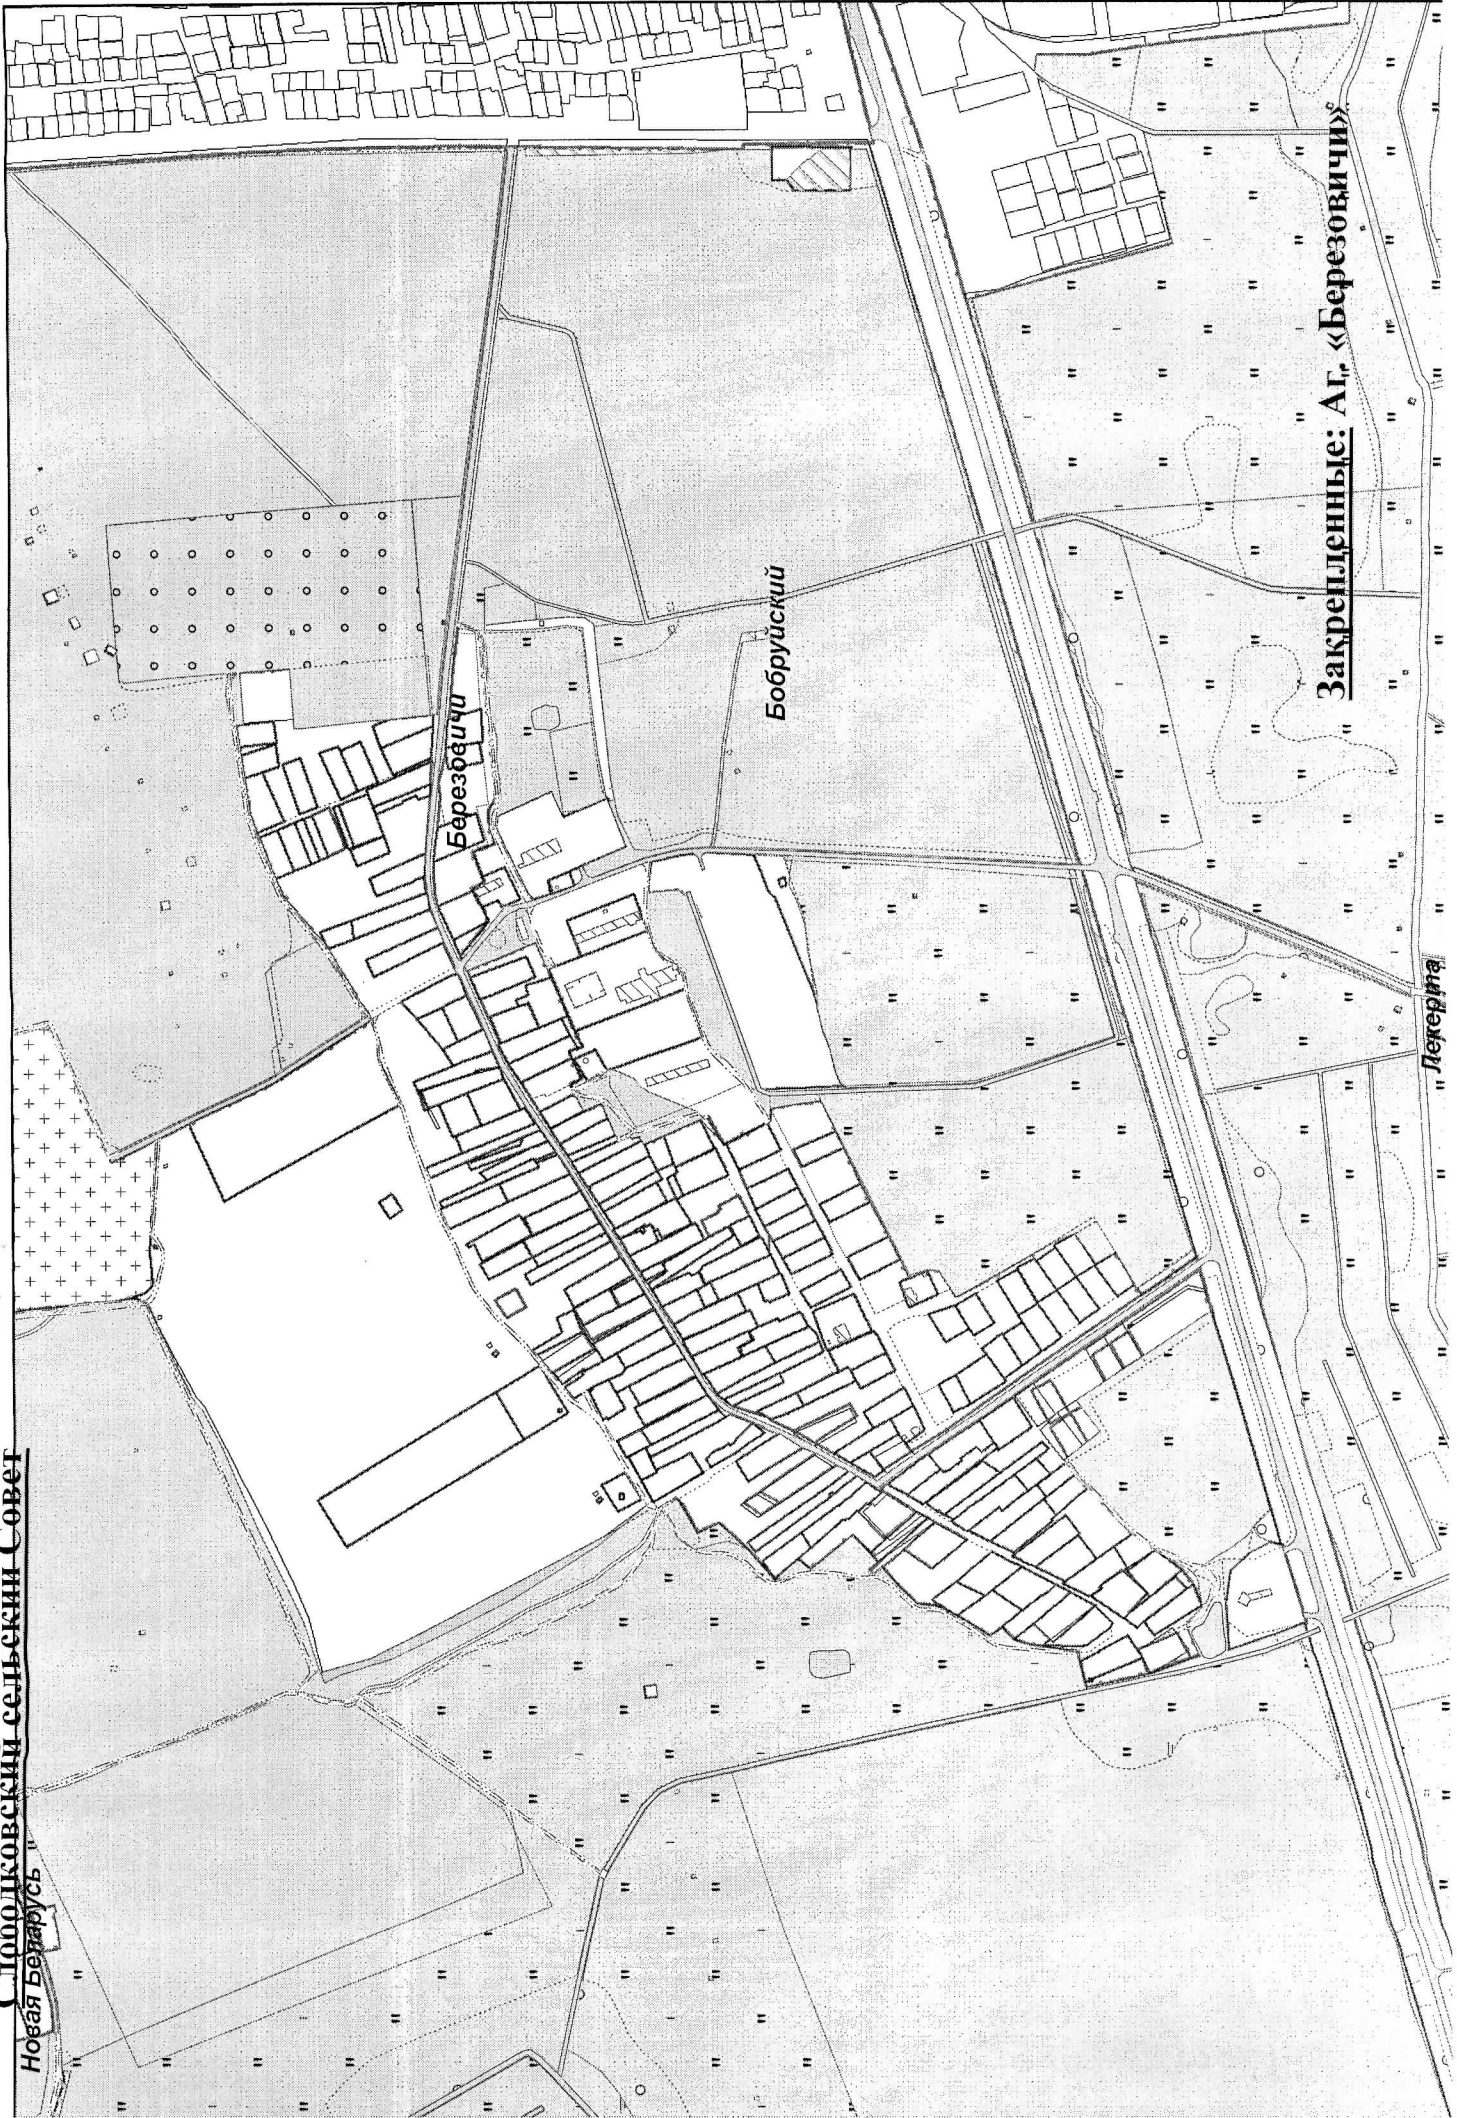 Слободковский сельский Совет
Новая Беларусь
Березовичи
Бобруйский
Лекерта
Закрепленные: Аг. «Березовичи»